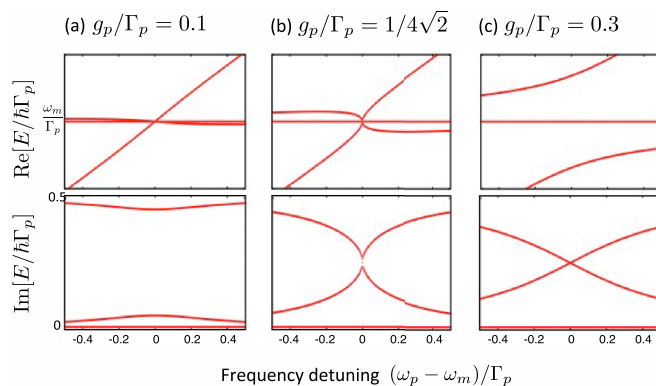 (a) g_p/Γ_p = 0.1 (b) g_p/Γ_p = 1/4√2 (c) g_p/Γ_p = 0.3
Re[E/ħΓ_p]
ω_m/Γ_p
Im[E/ħΓ_p]
0.5
0
-0.4 -0.2 0 0.2 0.4 -0.4 -0.2 0 0.2 0.4 -0.4 -0.2 0 0.2 0.4
Frequency detuning (ω_p − ω_m)/Γ_p